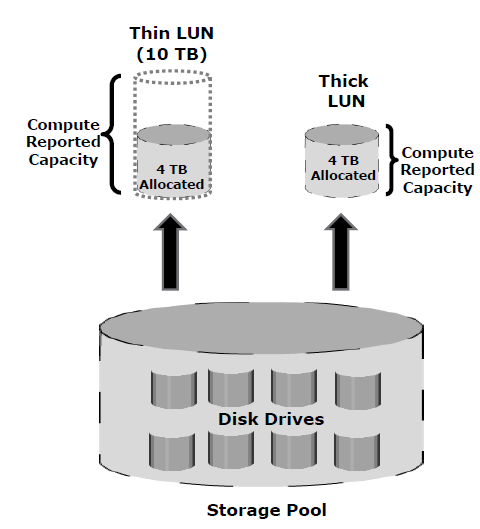 Thin LUN
(10 TB)
Compute
Reported
Capacity
4 TB
Allocated
Thick
LUN
4 TB
Allocated
Compute
Reported
Capacity
Disk Drives
Storage Pool